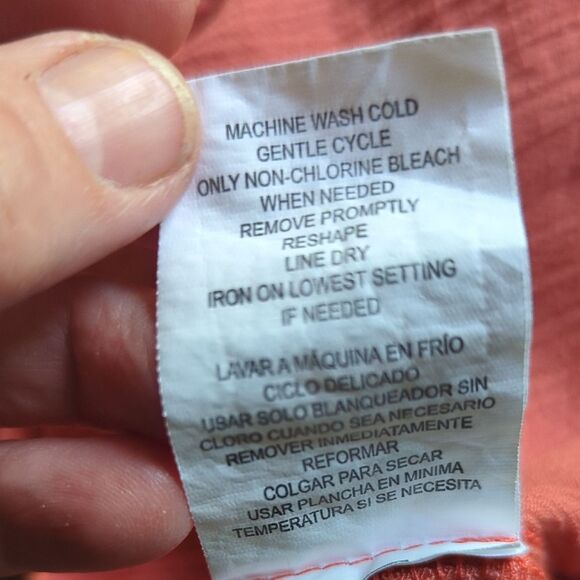 MACHINE WASH COLD
GENTLE CYCLE
ONLY NON-CHLORINE BLEACH
WHEN NEEDED
REMOVE PROMPTLY
RESHAPE
LINE DRY
IRON ON LOWEST SETTING
IF NEEDED
LAVAR A MÁQUINA EN FRÍO
CICLO DELICADO
USAR SOLO BLANQUEADOR SIN
CLORO CUANDO SEA NECESARIO
REMOVER INMEDIATAMENTE
REFORMAR
COLGAR PARA SECAR
USAR PLANCHA EN MINIMA
TEMPERATURA SI SE NECESITA